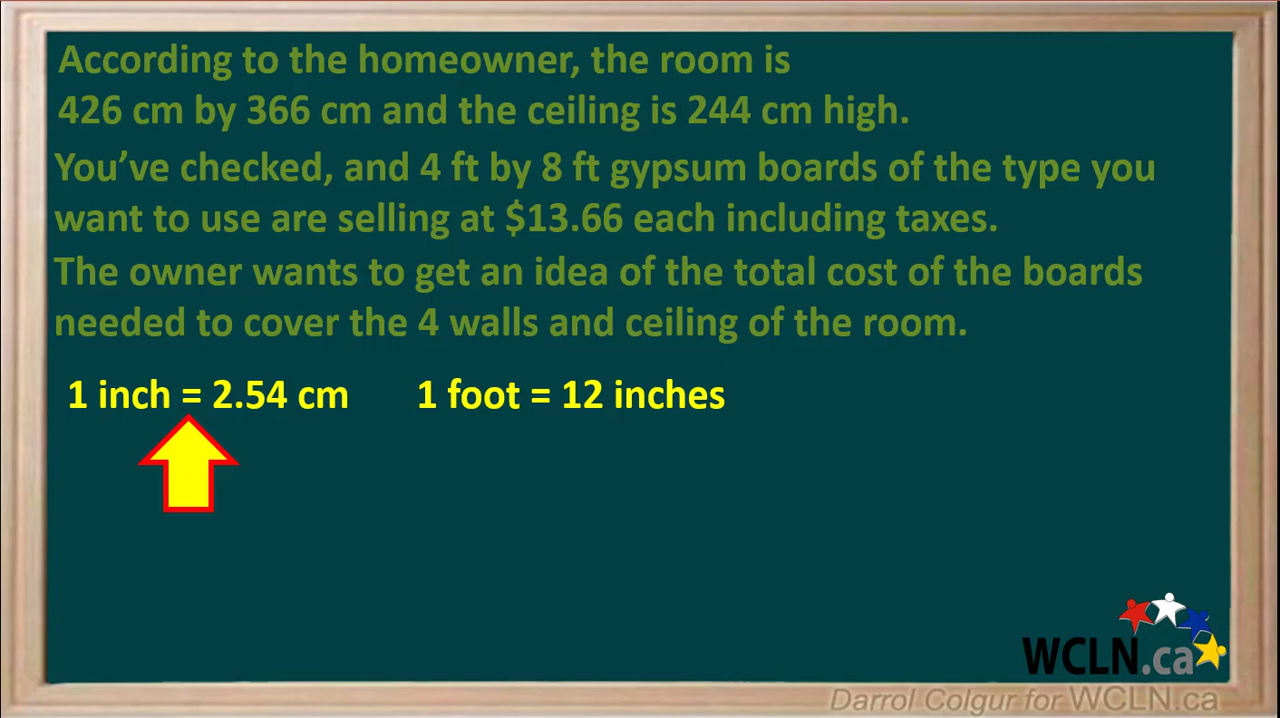 According to the homeowner, the room is
426 cm by 366 cm and the ceiling is 244 cm high.
You’ve checked, and 4 ft by 8 ft gypsum boards of the type you
want to use are selling at $13.66 each including taxes.
The owner wants to get an idea of the total cost of the boards
needed to cover the 4 walls and ceiling of the room.
1 inch = 2.54 cm 1 foot = 12 inches
WCLN.ca
Darrol Colgur for WCLN.ca